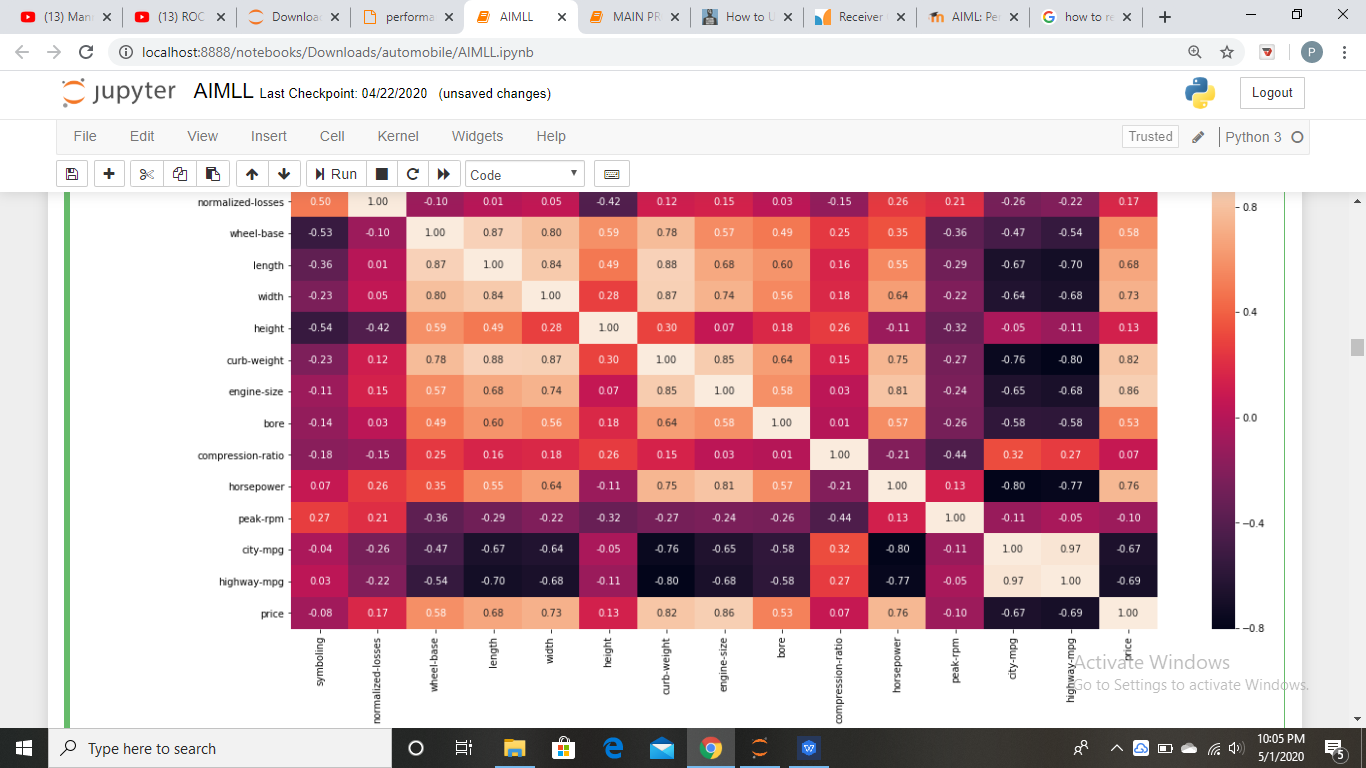 (13) Man
(13) ROC
Downloa
performa
AIMLL
MAIN PR
How to U
Receiver
AIML: Pe
how to re
localhost:8888/notebooks/Downloads/automobile/AIMLL.ipynb
P
jupyter AIMLL Last Checkpoint: 04/22/2020 (unsaved changes)
Logout
File Edit View Insert Cell Kernel Widgets Help
Trusted Python 3
Run Code
normalized-losses 0.50 1.00 -0.10 0.01 0.05 -0.42 0.12 0.15 0.03 -0.15 0.26 0.21 -0.26 -0.22 0.17
wheel-base -0.53 -0.10 1.00 0.87 0.80 0.59 0.78 0.57 0.49 0.25 0.35 -0.36 -0.47 -0.54 0.58
length -0.36 0.01 0.87 1.00 0.84 0.49 0.88 0.68 0.60 0.16 0.55 -0.29 -0.67 -0.70 0.68
width -0.23 0.05 0.80 0.84 1.00 0.28 0.87 0.74 0.56 0.18 0.64 -0.22 -0.64 -0.68 0.73
height -0.54 -0.42 0.59 0.49 0.28 1.00 0.30 0.07 0.18 0.26 -0.11 -0.32 -0.05 -0.11 0.13
curb-weight -0.23 0.12 0.78 0.88 0.87 0.30 1.00 0.85 0.64 0.15 0.75 -0.27 -0.76 -0.80 0.82
engine-size -0.11 0.15 0.57 0.68 0.74 0.07 0.85 1.00 0.58 0.03 0.81 -0.24 -0.65 -0.68 0.86
bore -0.14 0.03 0.49 0.60 0.56 0.18 0.64 0.58 1.00 0.01 0.57 -0.26 -0.58 -0.58 0.53
compression-ratio -0.18 -0.15 0.25 0.16 0.18 0.26 0.15 0.03 0.01 1.00 -0.21 -0.44 0.32 0.27 0.07
horsepower 0.07 0.26 0.35 0.55 0.64 -0.11 0.75 0.81 0.57 -0.21 1.00 0.13 -0.80 -0.77 0.76
peak-rpm 0.27 0.21 -0.36 -0.29 -0.22 -0.32 -0.27 -0.24 -0.26 -0.44 0.13 1.00 -0.11 -0.05 -0.10
city-mpg -0.04 -0.26 -0.47 -0.67 -0.64 -0.05 -0.76 -0.65 -0.58 0.32 -0.80 -0.11 1.00 0.97 -0.67
highway-mpg 0.03 -0.22 -0.54 -0.70 -0.68 -0.11 -0.80 -0.68 -0.58 0.27 -0.77 -0.05 0.97 1.00 -0.69
price -0.08 0.17 0.58 0.68 0.73 0.13 0.82 0.86 0.53 0.07 0.76 -0.10 -0.67 -0.69 1.00
symboling
normalized-losses
wheel-base
length
width
height
curb-weight
engine-size
bore
compression-ratio
horsepower
peak-rpm
city-mpg
highway-mpg
price
0.8
0.4
0.0
-0.4
-0.8
Activate Windows
Go to Settings to activate Windows.
Type here to search
10:05 PM
5/1/2020
5